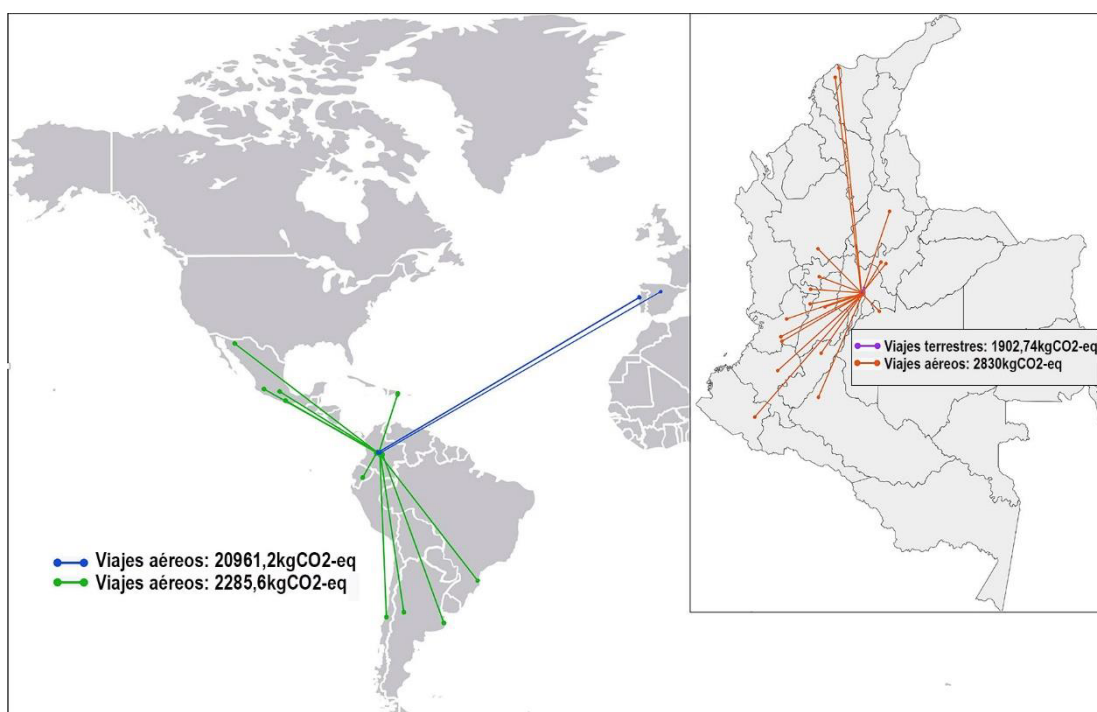 Viajes aéreos: 20961,2kgCO2-eq
Viajes aéreos: 2285,6kgCO2-eq
Viajes terrestres: 1902,74kgCO2-eq
Viajes aéreos: 2830kgCO2-eq